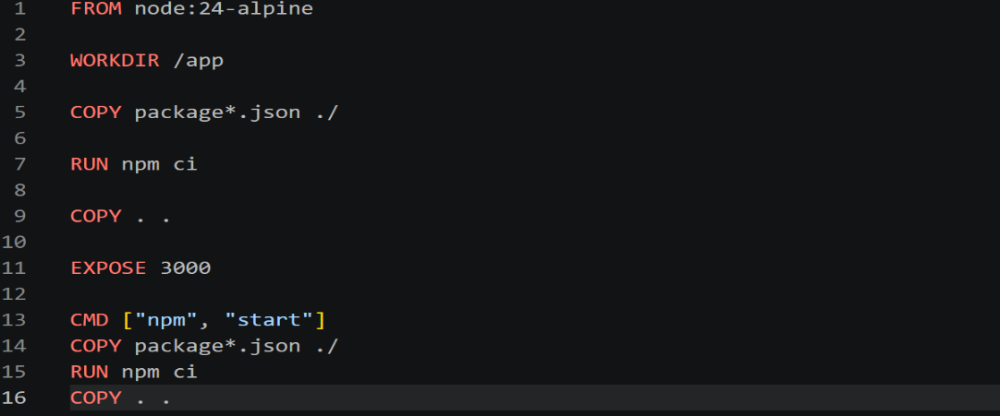 1 FROM node:24-alpine
2
3 WORKDIR /app
4
5 COPY package*.json ./
6
7 RUN npm ci
8
9 COPY . .
10
11 EXPOSE 3000
12
13 CMD ["npm", "start"]
14 COPY package*.json ./
15 RUN npm ci
16 COPY . .